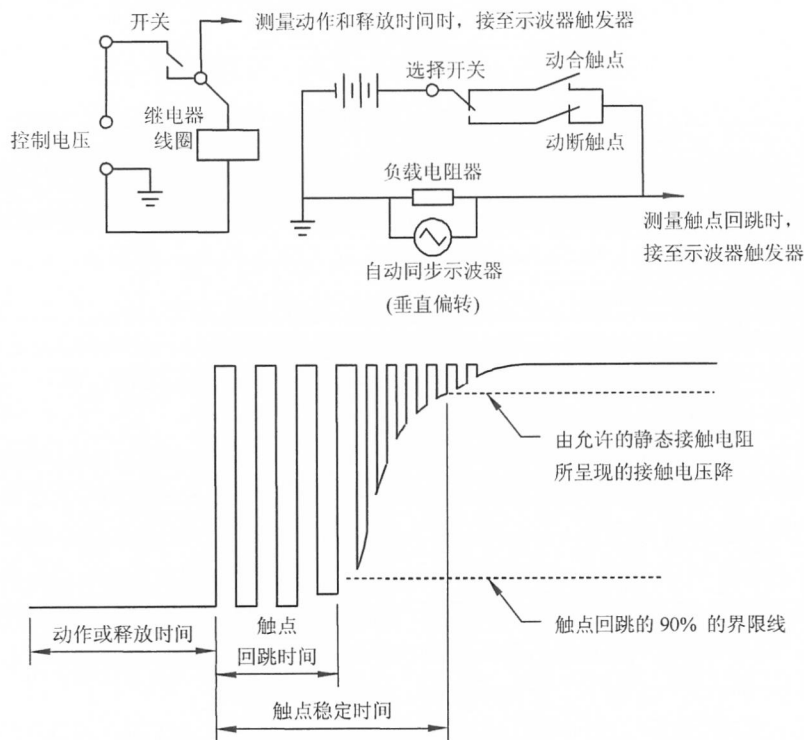 开关
测量动作和释放时间时，接至示波器触发器
选择开关
动合触点
继电器
线圈
控制电压
动断触点
负载电阻器
测量触点回跳时，
接至示波器触发器
自动同步示波器
(垂直偏转)
由允许的静态接触电阻
所呈现的接触电压降
触点回跳的 90% 的界限线
动作或释放时间
触点
回跳时间
触点稳定时间